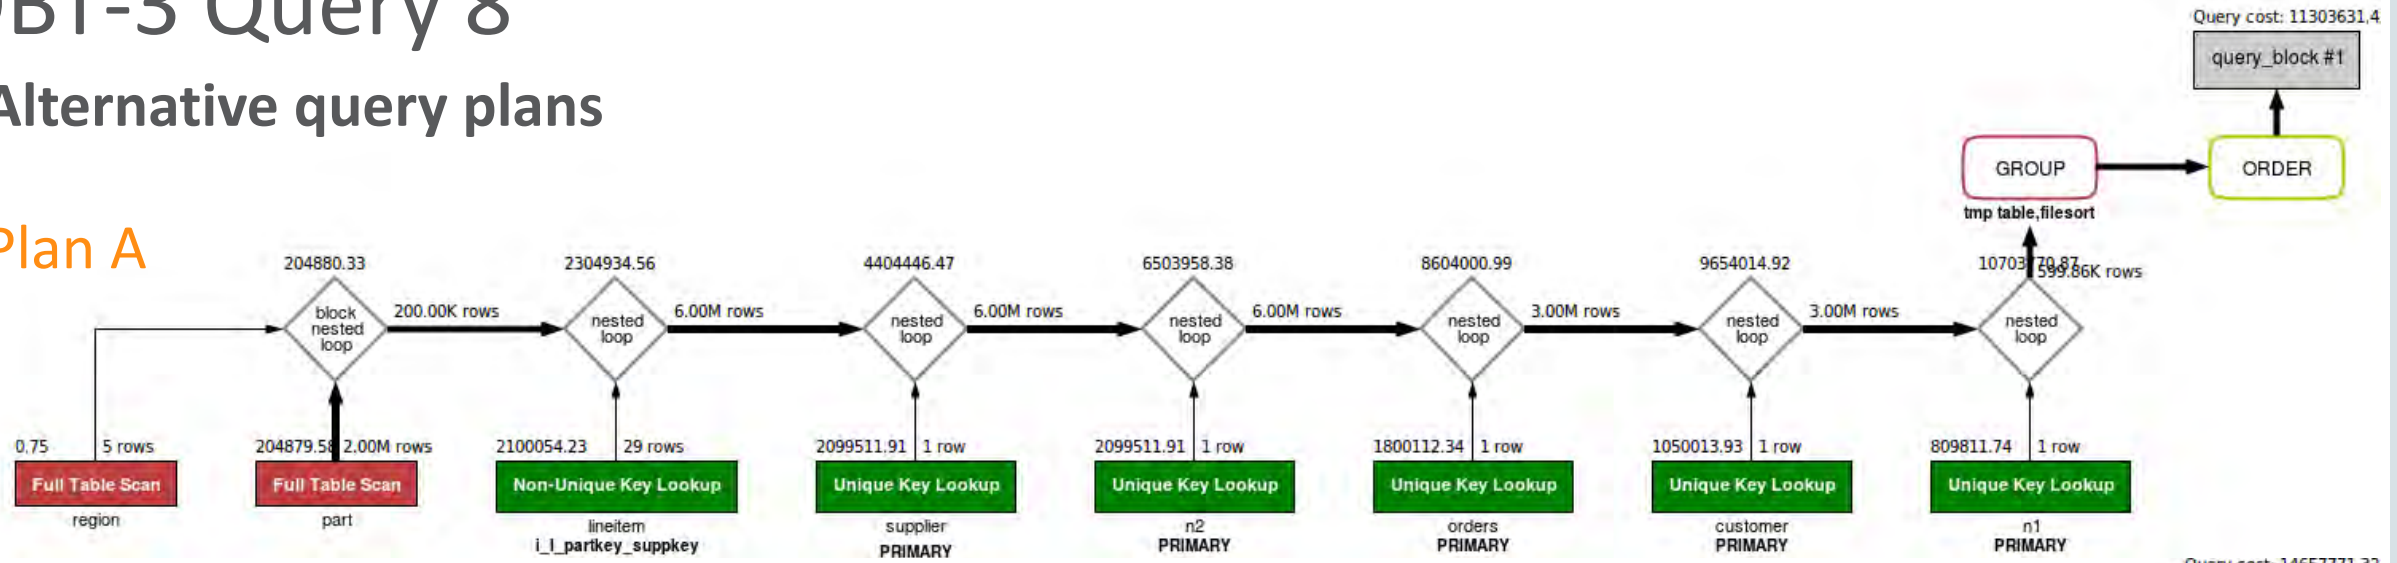 DBT-3 Query 8
Alternative query plans
Plan A
Query cost: 11303631,4
query_block #1
GROUP
ORDER
tmp table,filesort
204880.33
2304934.56
4404446.47
6503958.38
8604000.99
9654014.92
599.86K rows
block
nested
loop
200.00K rows
nested
loop
6.00M rows
nested
loop
6.00M rows
nested
loop
6.00M rows
nested
loop
3.00M rows
nested
loop
3.00M rows
nested
loop
0.75 5 rows
204879.58 2.00M rows
2100054.23 29 rows
2099511.91 1 row
2099511.91 1 row
1800112.34 1 row
1050013.93 1 row
809811.74 1 row
Full Table Scan
Full Table Scan
Non-Unique Key Lookup
Unique Key Lookup
Unique Key Lookup
Unique Key Lookup
Unique Key Lookup
Unique Key Lookup
region
part
lineitem
i_l_partkey_suppkey
supplier
PRIMARY
n2
PRIMARY
orders
PRIMARY
customer
PRIMARY
n1
PRIMARY